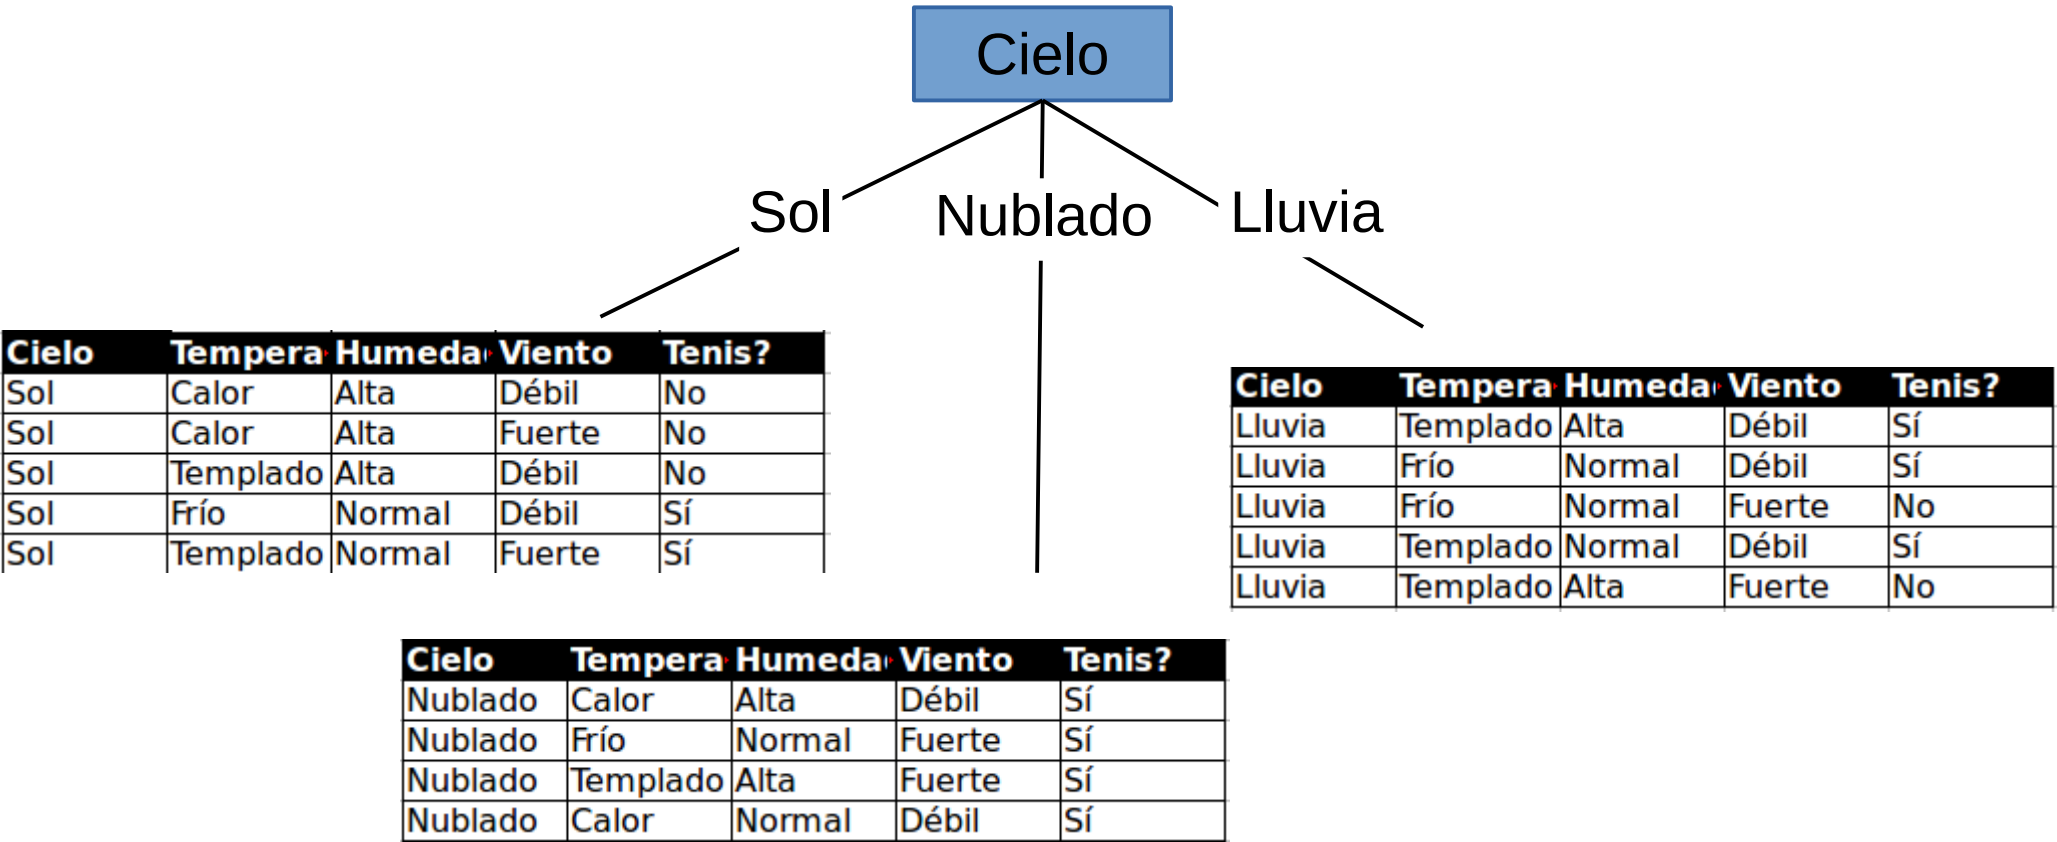 Cielo
Sol Nublado Lluvia
Cielo Tempera Humeda Viento Tenis?
Sol Calor Alta Débil No
Sol Calor Alta Fuerte No
Sol Templado Alta Débil No
Sol Frío Normal Débil Sí
Sol Templado Normal Fuerte Sí
Cielo Tempera Humeda Viento Tenis?
Lluvia Templado Alta Débil Sí
Lluvia Frío Normal Débil Sí
Lluvia Frío Normal Fuerte No
Lluvia Templado Normal Débil Sí
Lluvia Templado Alta Fuerte No
Cielo Tempera Humeda Viento Tenis?
Nublado Calor Alta Débil Sí
Nublado Frío Normal Fuerte Sí
Nublado Templado Alta Fuerte Sí
Nublado Calor Normal Débil Sí